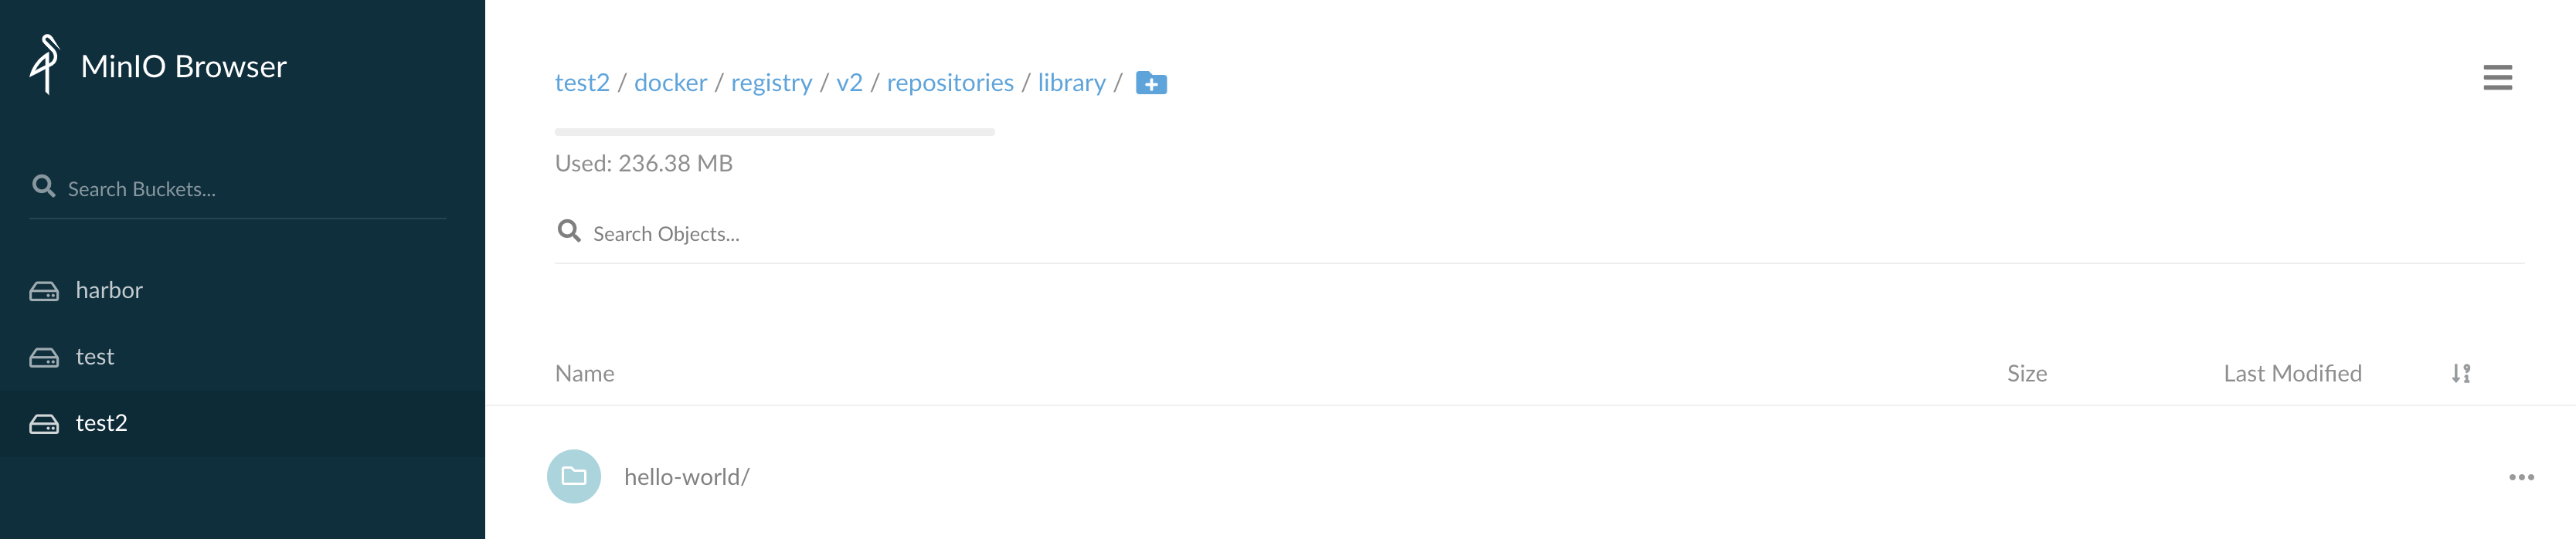 MinIO Browser
Search Buckets...
harbor
test
test2
test2 / docker / registry / v2 / repositories / library /
Used: 236.38 MB
Search Objects...
Name Size Last Modified
hello-world/